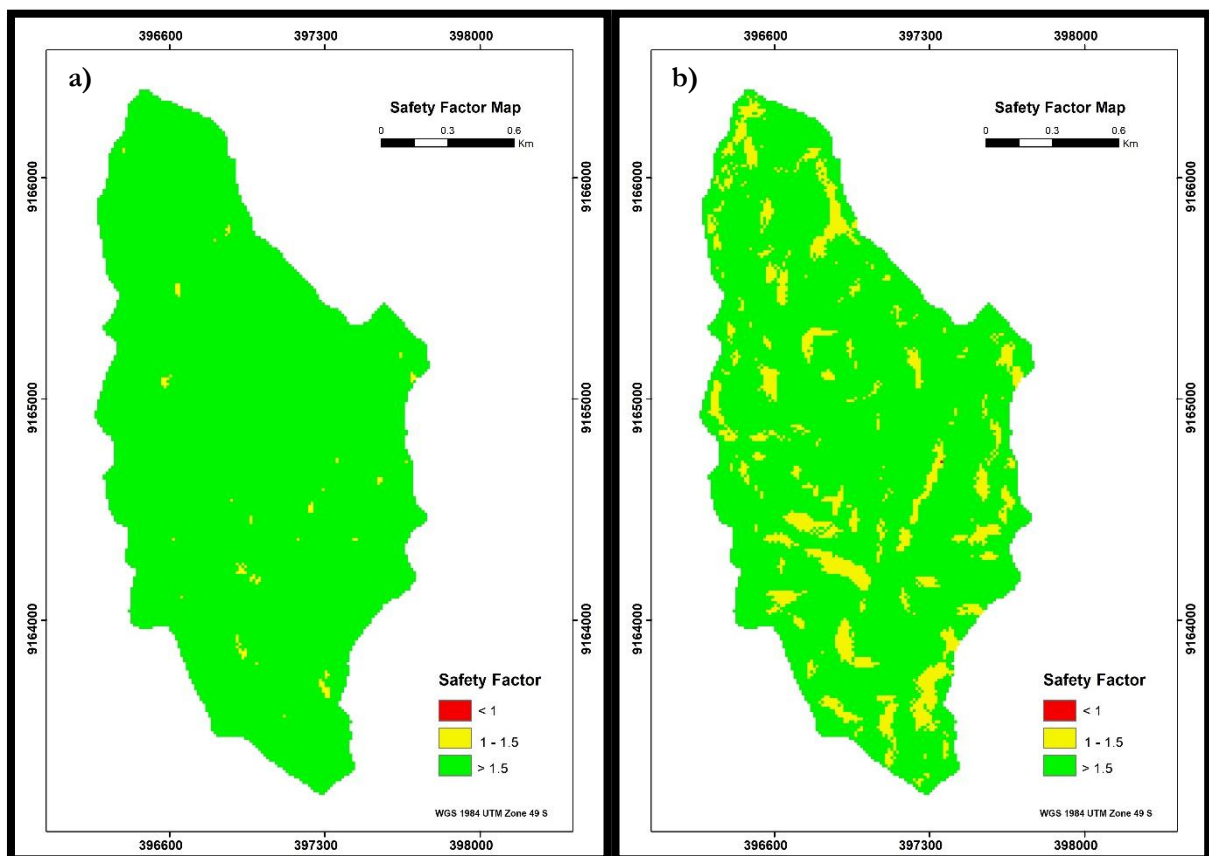 396600 397300 398000
a)
Safety Factor Map
0 0.3 0.6
Km
9166000 9166000
9165000 9165000
9164000 9164000
Safety Factor
< 1
1 - 1.5
> 1.5
WGS 1984 UTM Zone 49 S
396600 397300 398000
396600 397300 398000
b)
Safety Factor Map
0 0.3 0.6
Km
9166000 9166000
9165000 9165000
9164000 9164000
Safety Factor
< 1
1 - 1.5
> 1.5
WGS 1984 UTM Zone 49 S
396600 397300 398000